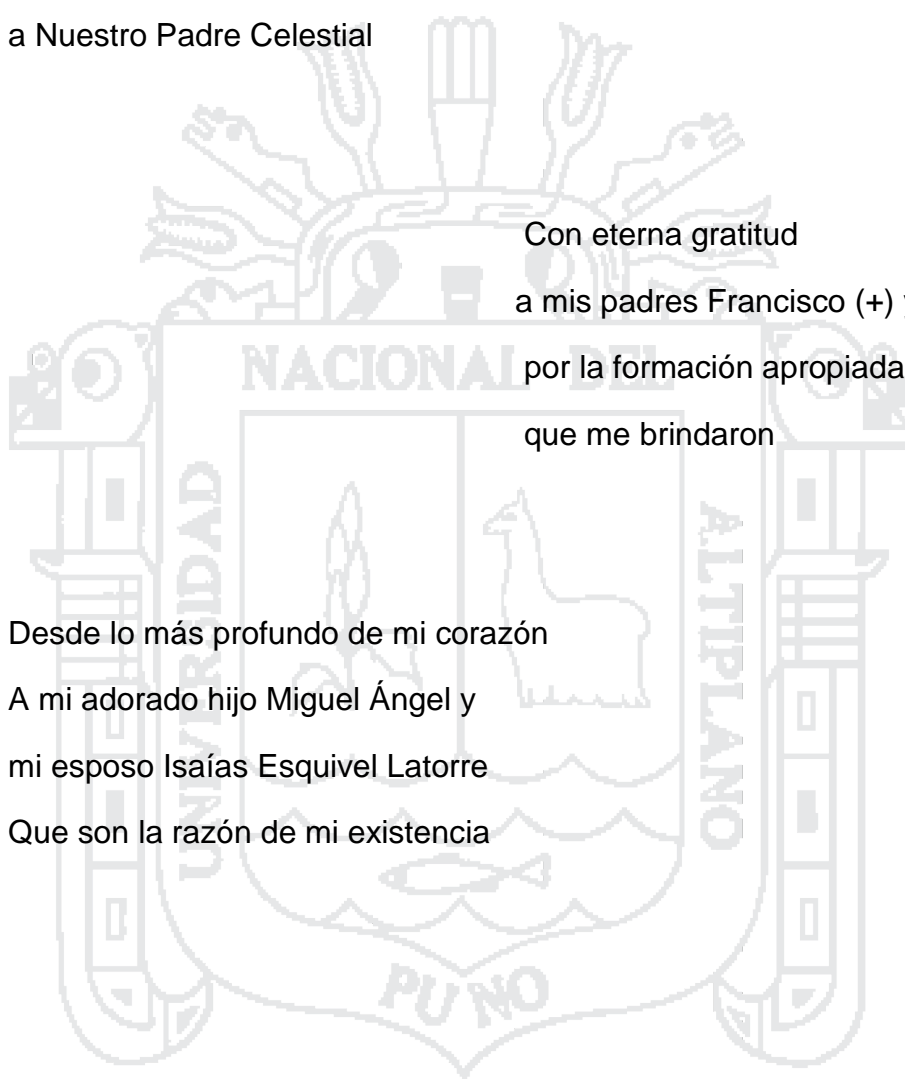 a Nuestro Padre Celestial
Con eterna gratitud
a mis padres Francisco (+)
por la formación apropiada
que me brindaron
Desde lo más profundo de mi corazón
A mi adorado hijo Miguel Ángel y
mi esposo Isaías Esquivel Latorre
Que son la razón de mi existencia
UNIVERSIDAD
NACIONAL DEL
ALTIPLANO
PUNO